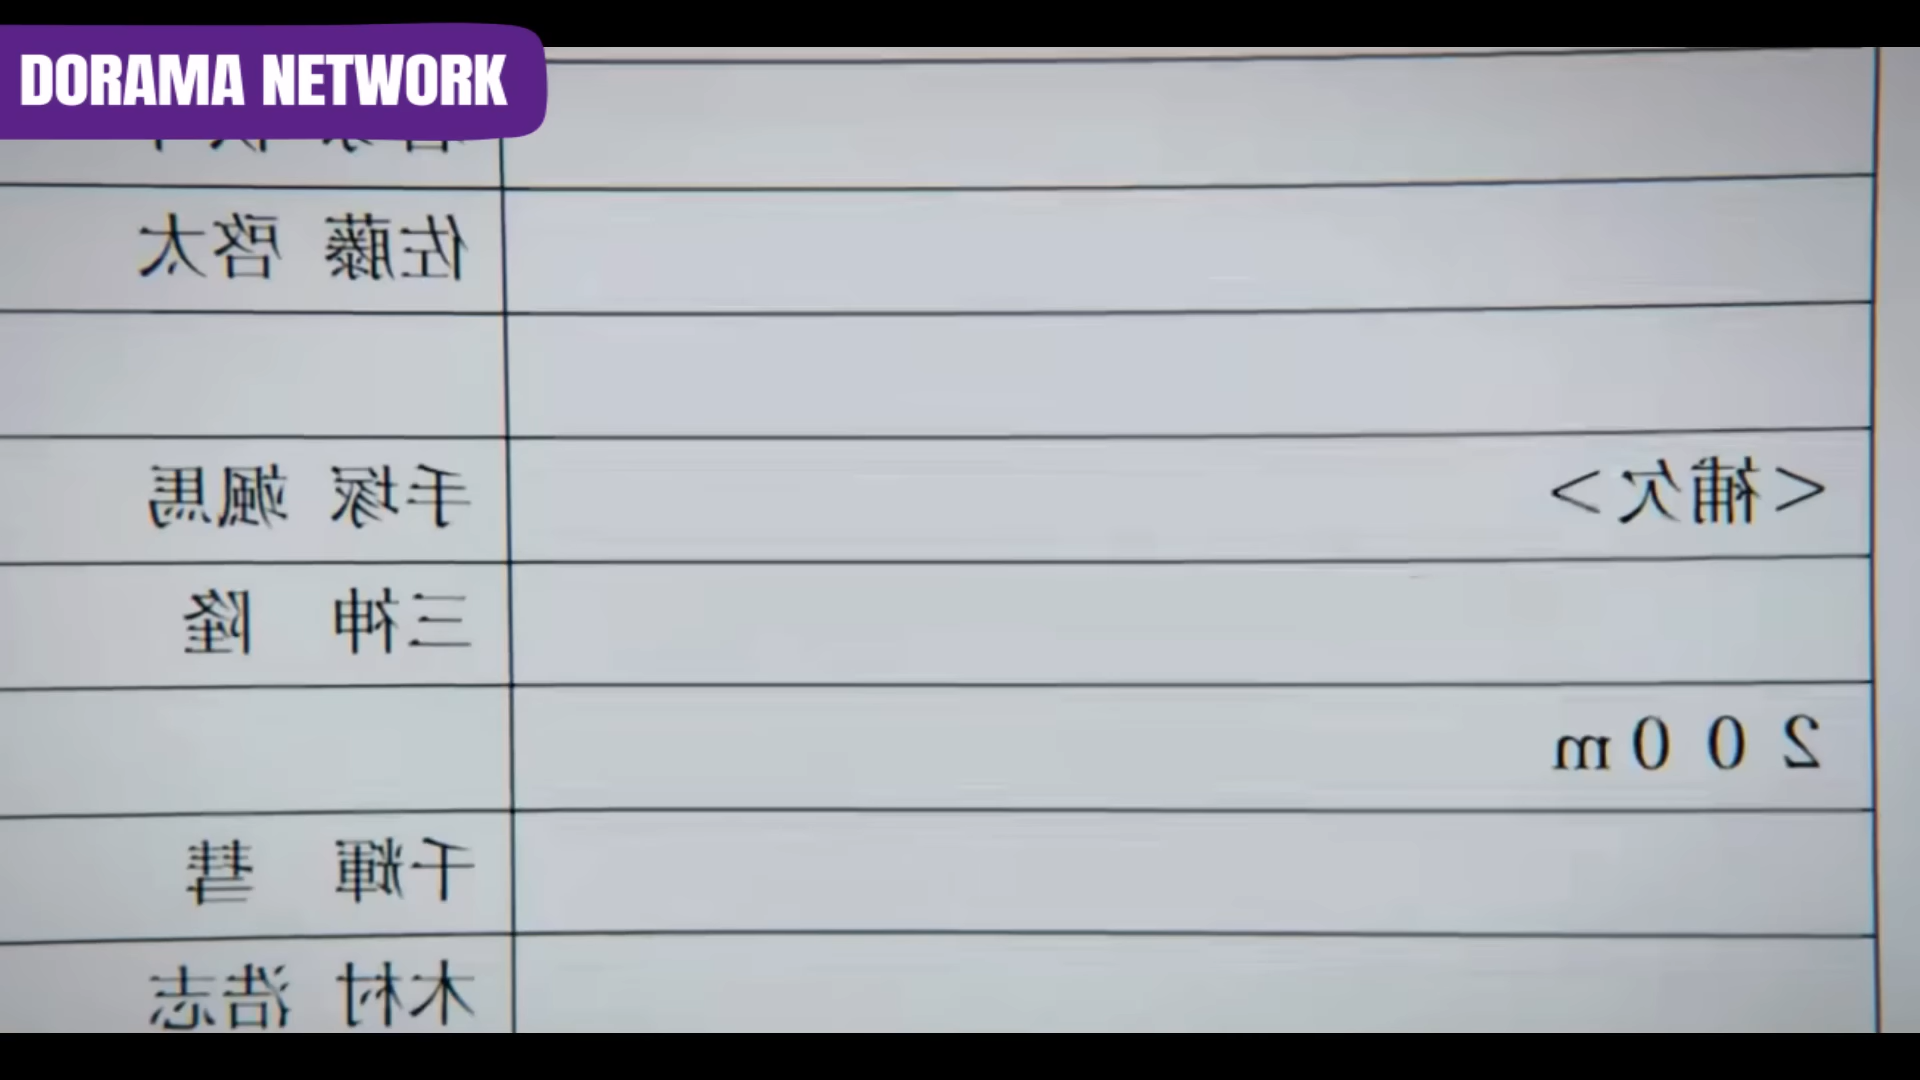 DORAMA NETWORK
佐藤 啓太
<補欠> 手塚 颯馬
三神 隆
200m
千輝 彗
木村 浩志